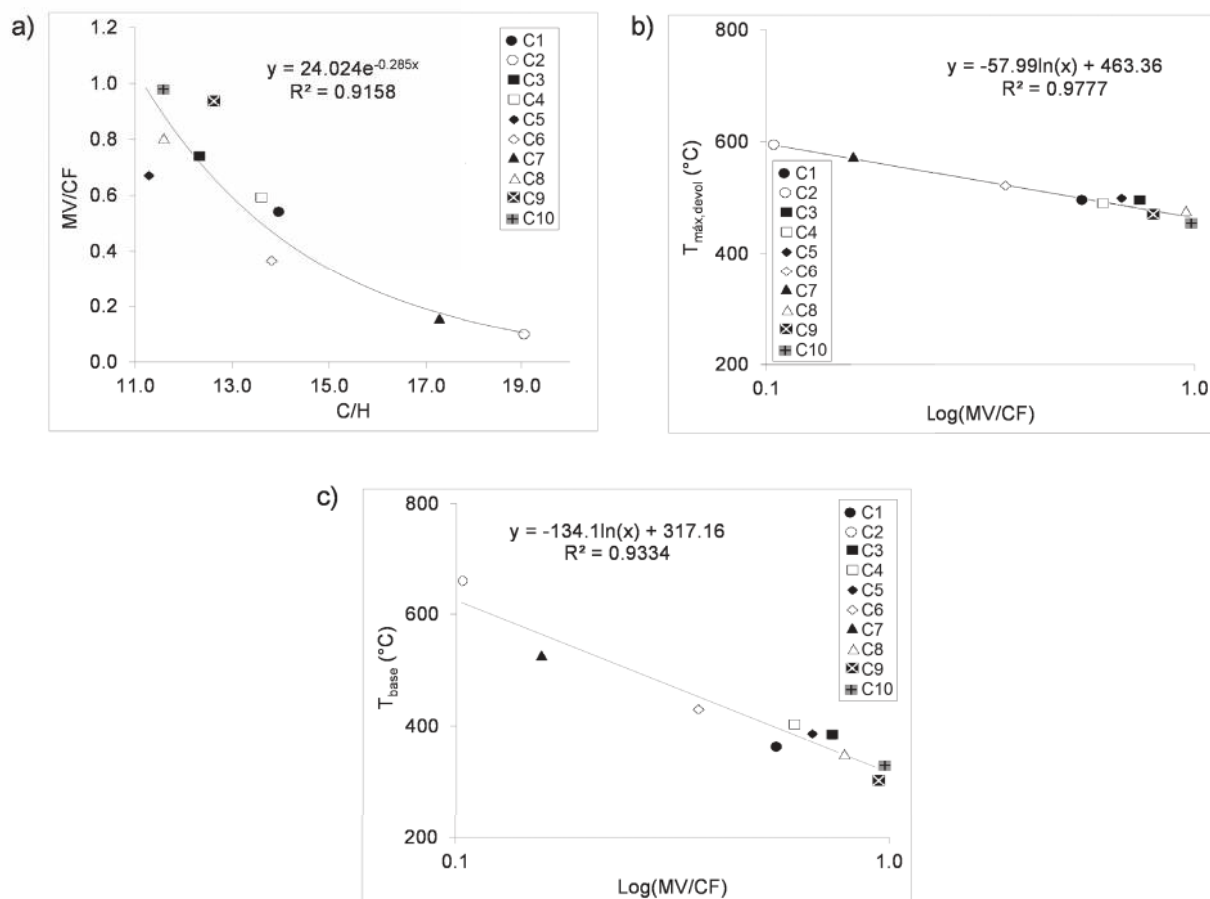 a)
MV/CF
1.2
1.0
0.8
0.6
0.4
0.2
0.0
11.0 13.0 15.0 17.0 19.0
C/H
y = 24.024e^-0.285x
R² = 0.9158
C1
C2
C3
C4
C5
C6
C7
C8
C9
C10
b)
T máx,devol (°C)
800
600
400
200
0.1 1.0
Log(MV/CF)
y = -57.99ln(x) + 463.36
R² = 0.9777
C1
C2
C3
C4
C5
C6
C7
C8
C9
C10
c)
T base (°C)
800
600
400
200
0.1 1.0
Log(MV/CF)
y = -134.1ln(x) + 317.16
R² = 0.9334
C1
C2
C3
C4
C5
C6
C7
C8
C9
C10